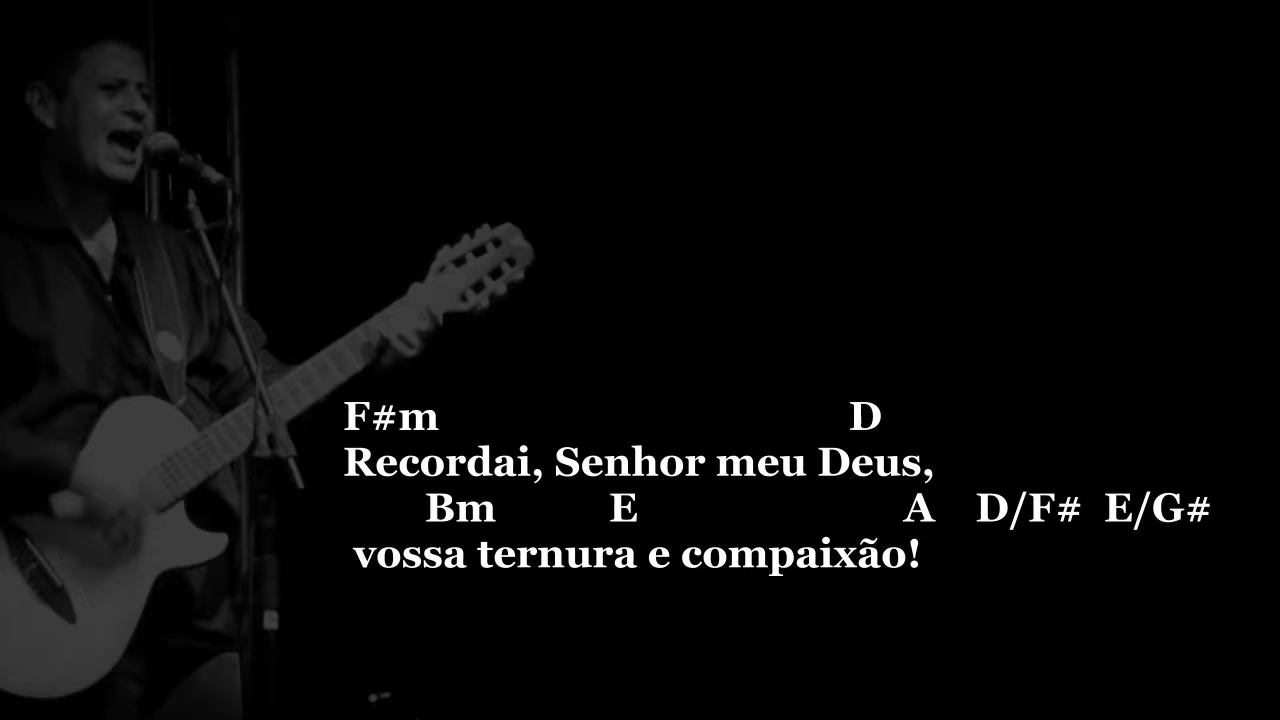 F#m D
Recordai, Senhor meu Deus,
Bm E A D/F# E/G#
vossa ternura e compaixão!